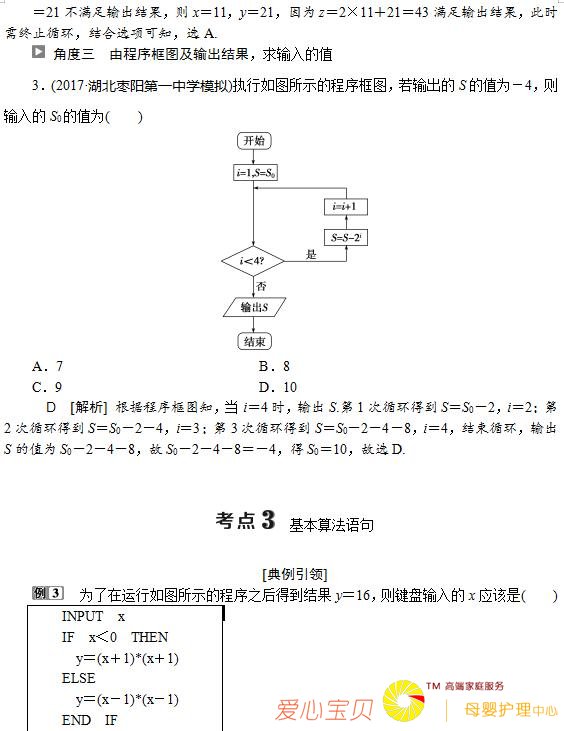 ＝21 不满足输出结果，则 x＝11，y＝21，因为 z＝2×11＋21＝43 满足输出结果，此时
需终止循环，结合选项可知，选 A.
角度三 由程序框图及输出结果，求输入的值
3．(2017·湖北枣阳第一中学模拟)执行如图所示的程序框图，若输出的 S 的值为－4，则
输入的 S₀的值为( )
开始
i=1,S=S₀
i=i+1
S=S-2ⁱ
i＜4?
是
否
输出S
结束
A．7 B．8
C．9 D．10
D [解析] 根据程序框图知，当 i＝4 时，输出 S.第 1 次循环得到 S＝S₀－2，i＝2；第
2 次循环得到 S＝S₀－2－4，i＝3；第 3 次循环得到 S＝S₀－2－4－8，i＝4，结束循环，输出
S 的值为 S₀－2－4－8，故 S₀－2－4－8＝－4，得 S₀＝10，故选 D.
考点 3 基本算法语句
[典例引领]
例 3 为了在运行如图所示的程序之后得到结果 y＝16，则键盘输入的 x 应该是( )
INPUT x
IF x＜0 THEN
y＝(x＋1)*(x＋1)
ELSE
y＝(x－1)*(x－1)
END IF
爱心宝贝 TM 高端家庭服务
母婴护理中心